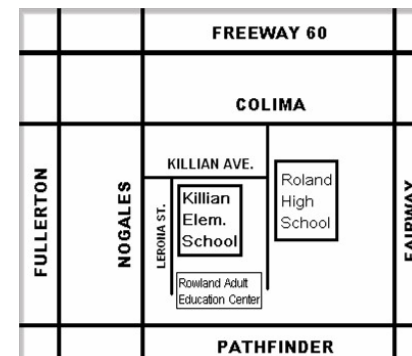 FREEWAY 60
COLIMA
KILLIAN AVE.
FULLERTON
NOGALES
LEROHA ST.
Killian
Elem.
School
Roland
High
School
FAIRWAY
Rowland Adult
Education Center
PATHFINDER